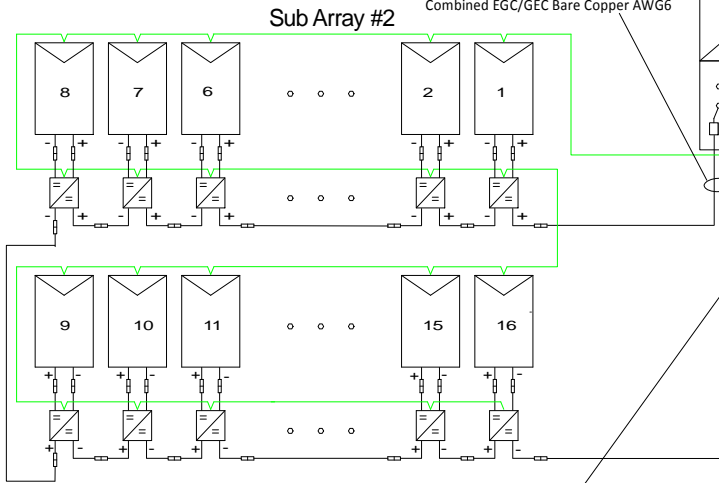 Combined EGC/GEC Bare Copper AWG6
Sub Array #2
8 7 6 2 1
- + - + - + - + - +
- + - + - + - + - +
9 10 11 15 16
+ - + - + - + - + -
+ - + - + - + - + -